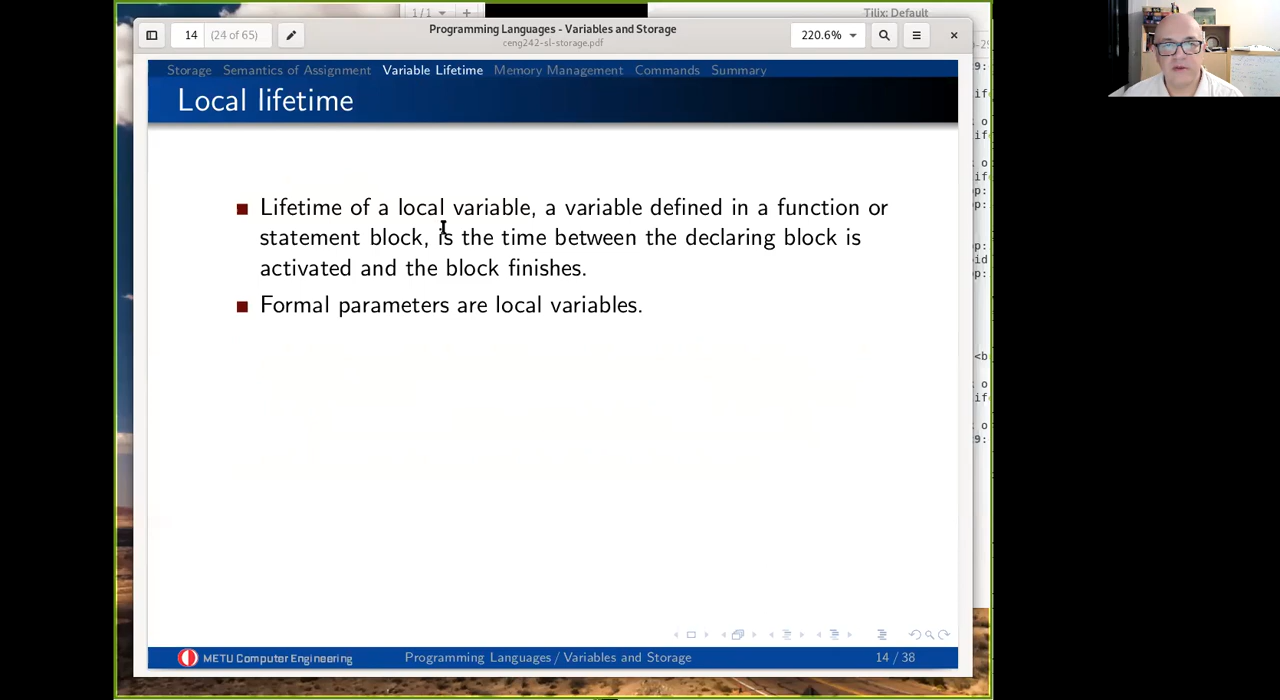 1/1
Tilix: Default
14 (24 of 65)
Programming Languages - Variables and Storage
ceng242-sl-storage.pdf
220.6%
Storage Semantics of Assignment Variable Lifetime Memory Management Commands Summary
Local lifetime
Lifetime of a local variable, a variable defined in a function or
statement block, is the time between the declaring block is
activated and the block finishes.
Formal parameters are local variables.
METU Computer Engineering
Programming Languages / Variables and Storage
14 / 38